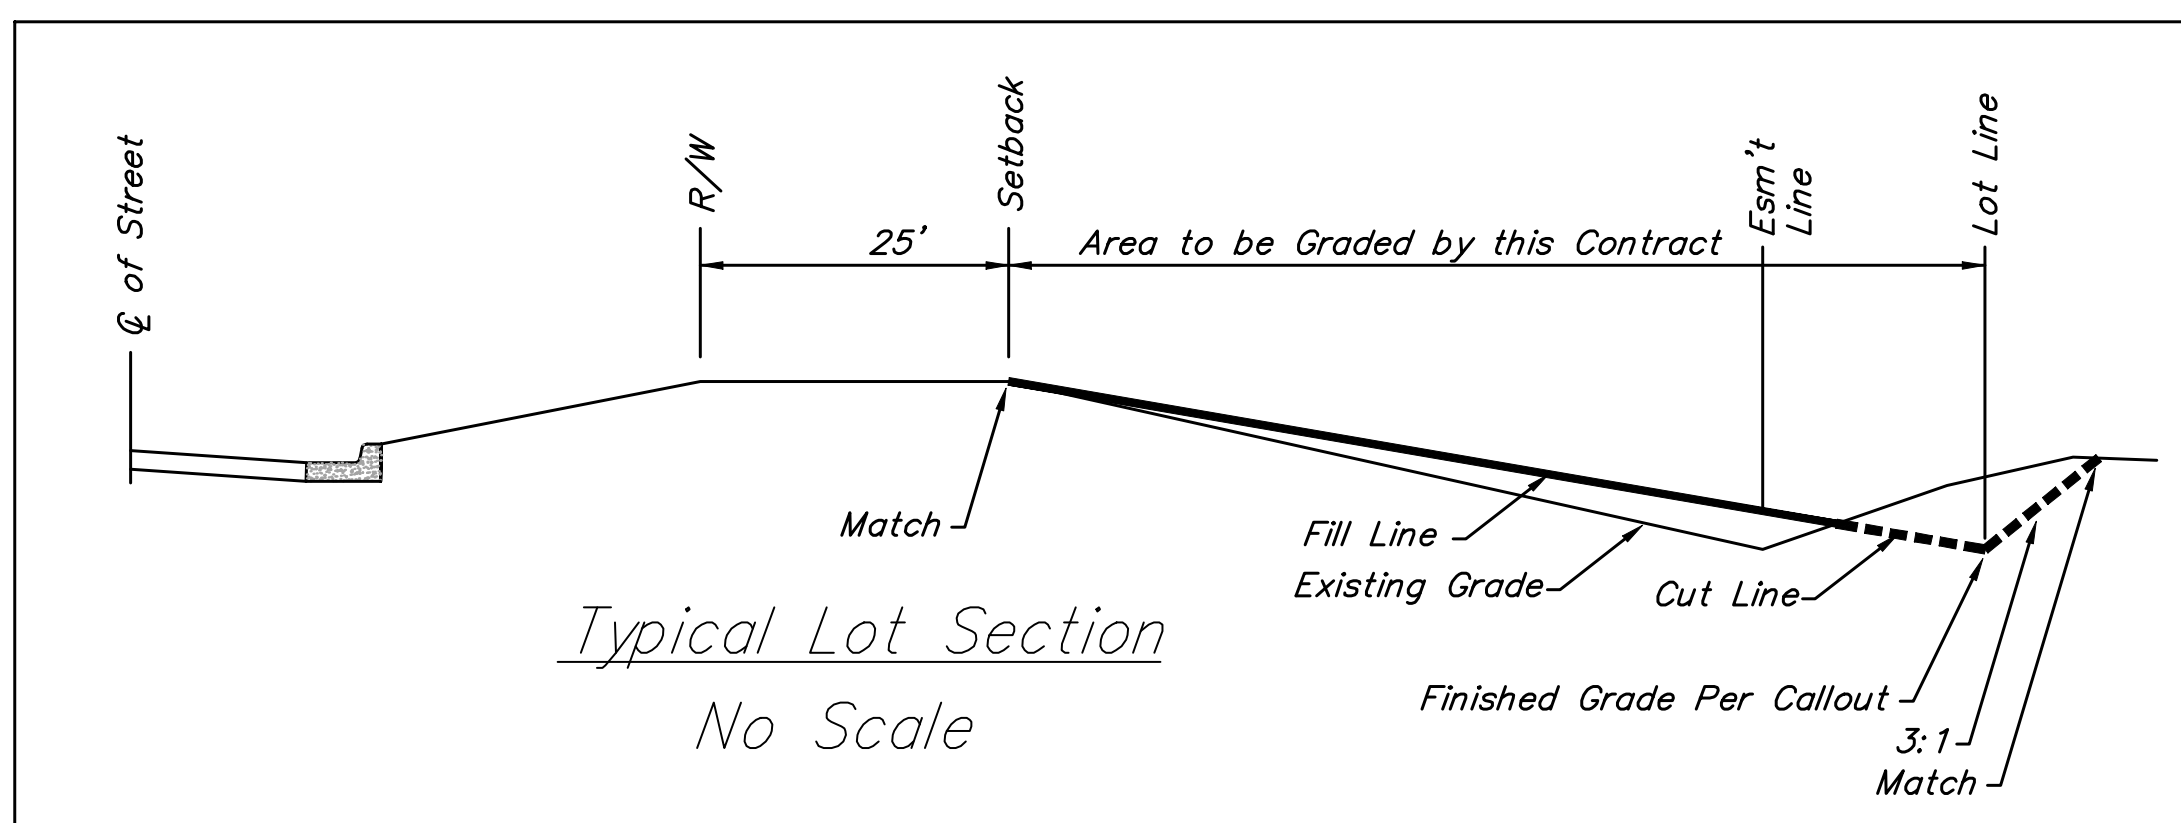 ℄ of Street
R/W
Setback
Esm't
Line
Lot Line
25'
Area to be Graded by this Contract
Match
Fill Line
Existing Grade
Cut Line
Typical Lot Section
No Scale
Finished Grade Per Callout
3:1
Match